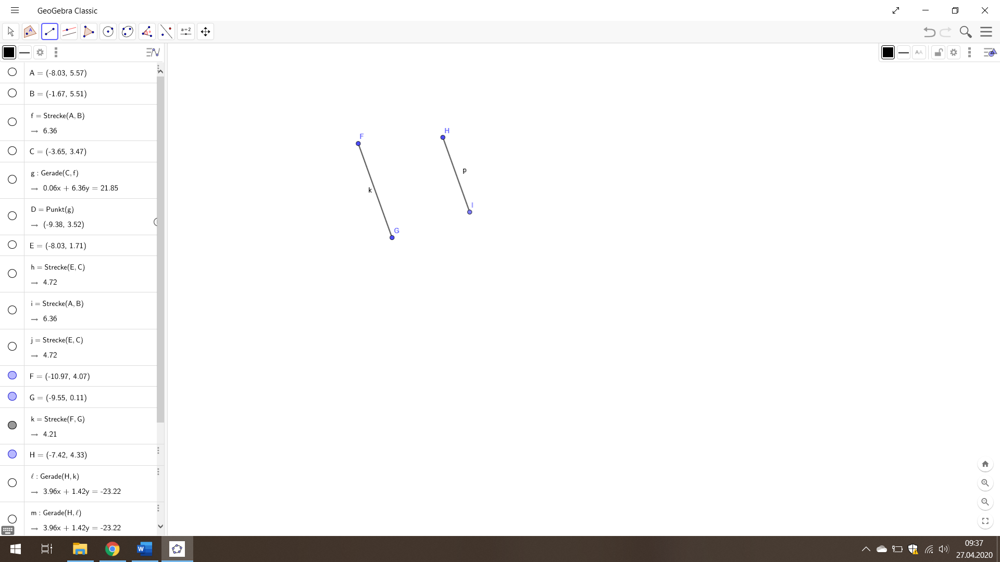 GeoGebra Classic
A
a=2
AA
A = (-8.03, 5.57)
B = (-1.67, 5.51)
f = Strecke(A, B)
→ 6.36
C = (-3.65, 3.47)
g : Gerade(C, f)
→ 0.06x + 6.36y = 21.85
D = Punkt(g)
→ (-9.38, 3.52)
E = (-8.03, 1.71)
h = Strecke(E, C)
→ 4.72
i = Strecke(A, B)
→ 6.36
j = Strecke(E, C)
→ 4.72
F = (-10.97, 4.07)
G = (-9.55, 0.11)
k = Strecke(F, G)
→ 4.21
H = (-7.42, 4.33)
ℓ : Gerade(H, k)
→ 3.96x + 1.42y = -23.22
m : Gerade(H, ℓ)
→ 3.96x + 1.42y = -23.22
H
F
p
k
I
G
W
09:37
27.04.2020